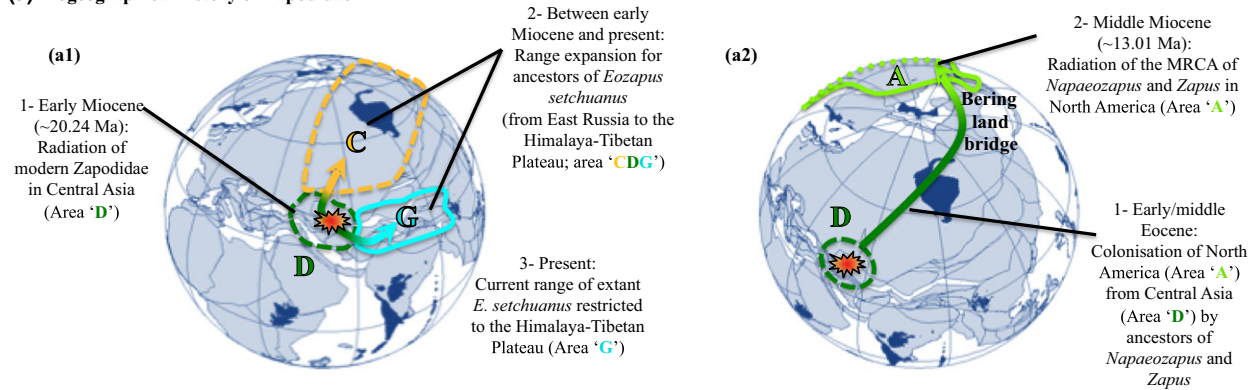 (a1)
1- Early Miocene
(~20.24 Ma):
Radiation of
modern Zapodidae
in Central Asia
(Area ‘D’)
2- Between early
Miocene and present:
Range expansion for
ancestors of Eozapus
setchuanus
(from East Russia to the
Himalaya-Tibetan
Plateau; area ‘CDG’)
C
G
D
3- Present:
Current range of extant
E. setchuanus restricted
to the Himalaya-Tibetan
Plateau (Area ‘G’)
(a2)
2- Middle Miocene
(~13.01 Ma):
Radiation of the MRCA of
Napaeozapus and Zapus in
North America (Area ‘A’)
A
Bering
land
bridge
D
1- Early/middle
Eocene:
Colonisation of North
America (Area ‘A’)
from Central Asia
(Area ‘D’) by
ancestors of
Napaeozapus and
Zapus